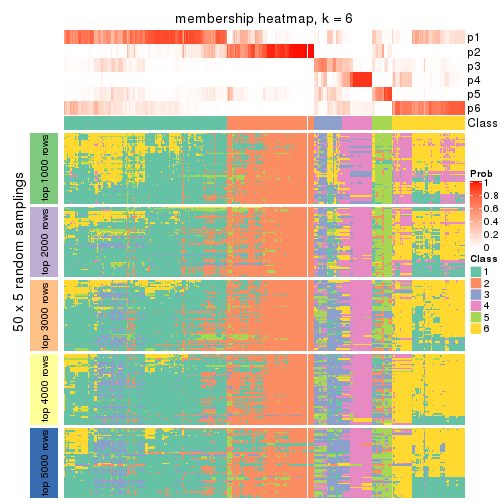 membership heatmap, k = 6
p1
p2
p3
p4
p5
p6
Class
50 x 5 random samplings
top 1000 rows
top 2000 rows
top 3000 rows
top 4000 rows
top 5000 rows
Prob
1
0.8
0.6
0.4
0.2
0
Class
1
2
3
4
5
6